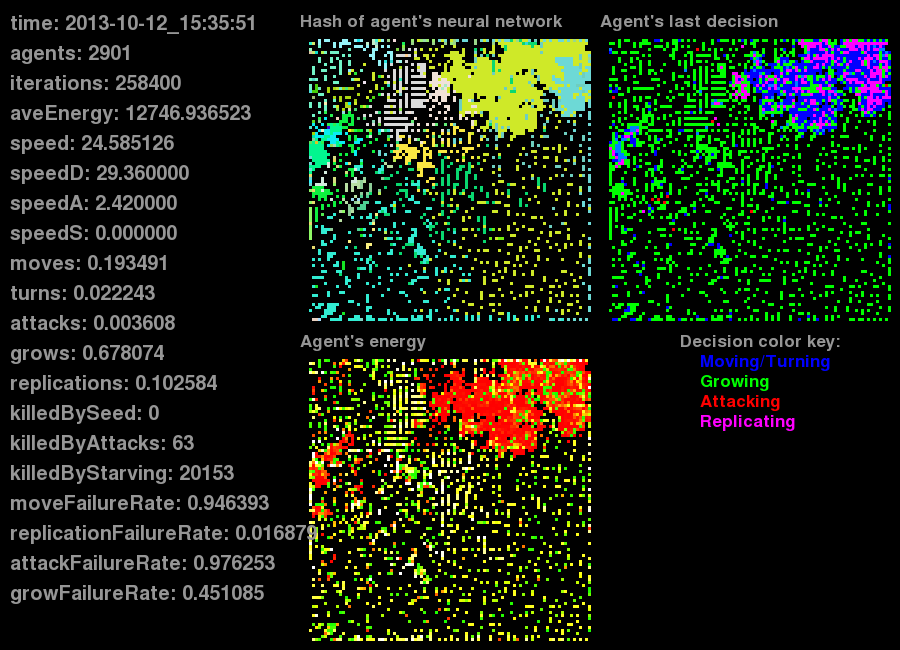 time: 2013-10-12_15:35:51
agents: 2901
iterations: 258400
aveEnergy: 12746.936523
speed: 24.585126
speedD: 29.360000
speedA: 2.420000
speedS: 0.000000
moves: 0.193491
turns: 0.022243
attacks: 0.003608
grows: 0.678074
replications: 0.102584
killedBySeed: 0
killedByAttacks: 63
killedByStarving: 20153
moveFailureRate: 0.946393
replicationFailureRate: 0.016879
attackFailureRate: 0.976253
growFailureRate: 0.451085
Hash of agent's neural network
Agent's last decision
Agent's energy
Decision color key:
Moving/Turning
Growing
Attacking
Replicating